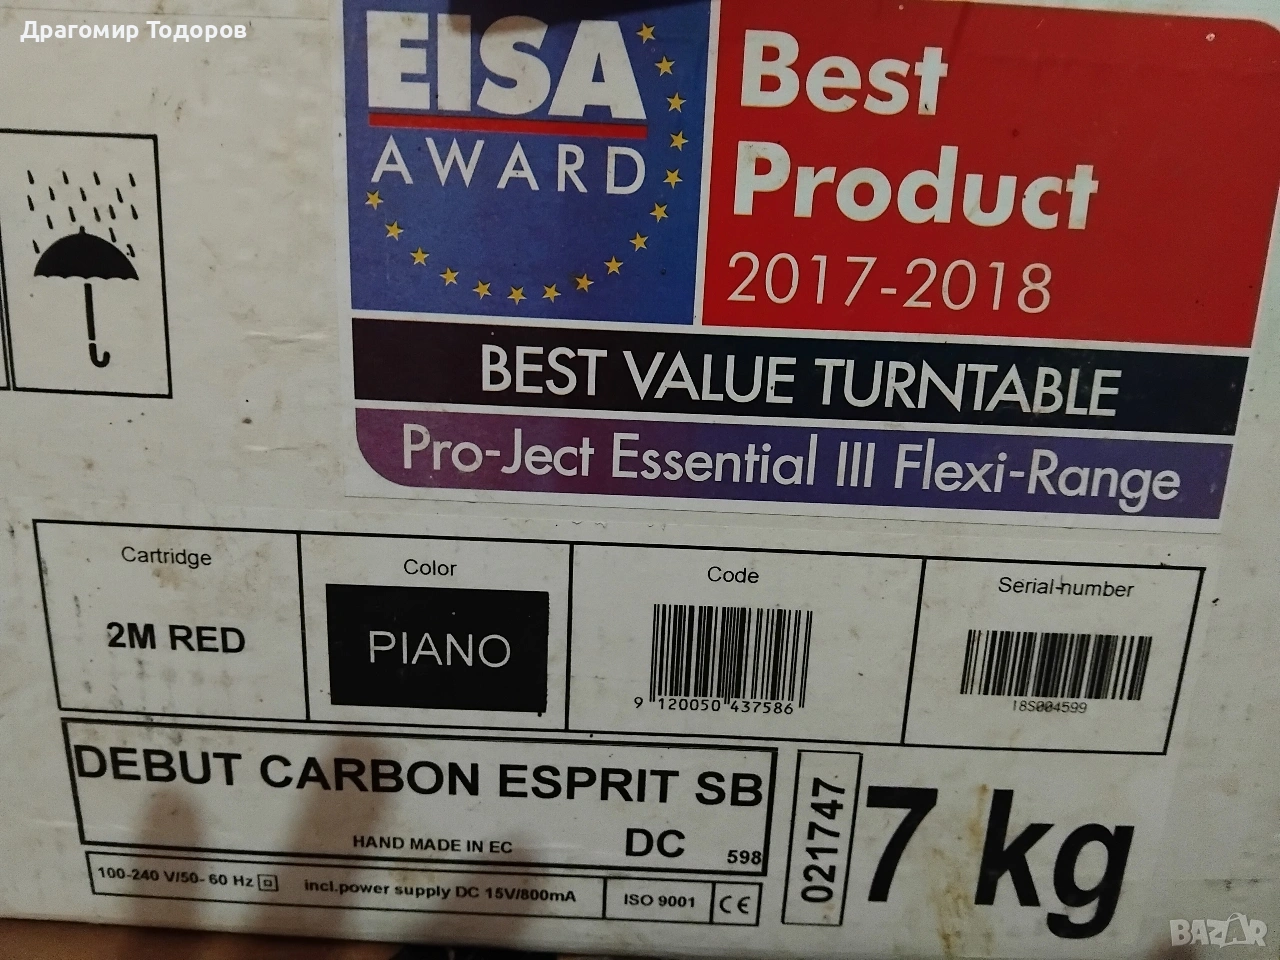 Драгомир Тодоров
EISA
AWARD
Best
Product
2017-2018
BEST VALUE TURNTABLE
Pro-Ject Essential III Flexi-Range
Cartridge
2M RED
Color
PIANO
Code
9 120050 437586
Serial-number
18S004599
DEBUT CARBON ESPRIT SB
HAND MADE IN EC
DC
598
100-240 V/50- 60 Hz
incl.power supply DC 15V/800mA
ISO 9001
CE
021747
7 kg
BAZAR